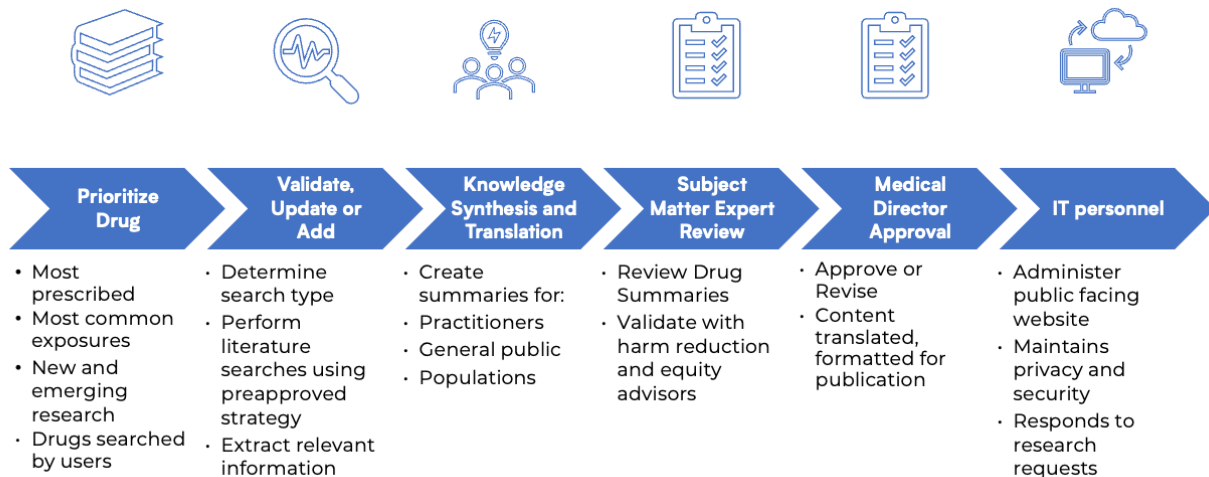 Prioritize
Drug
Validate,
Update or
Add
Knowledge
Synthesis and
Translation
Subject
Matter Expert
Review
Medical
Director
Approval
IT personnel
• Most
prescribed
• Most common
exposures
• New and
emerging
research
• Drugs searched
by users
• Determine
search type
• Perform
literature
searches using
preapproved
strategy
• Extract relevant
information
• Create
summaries for:
• Practitioners
• General public
• Populations
• Review Drug
Summaries
• Validate with
harm reduction
and equity
advisors
• Approve or
Revise
• Content
translated,
formatted for
publication
• Administer
public facing
website
• Maintains
privacy and
security
• Responds to
research
requests